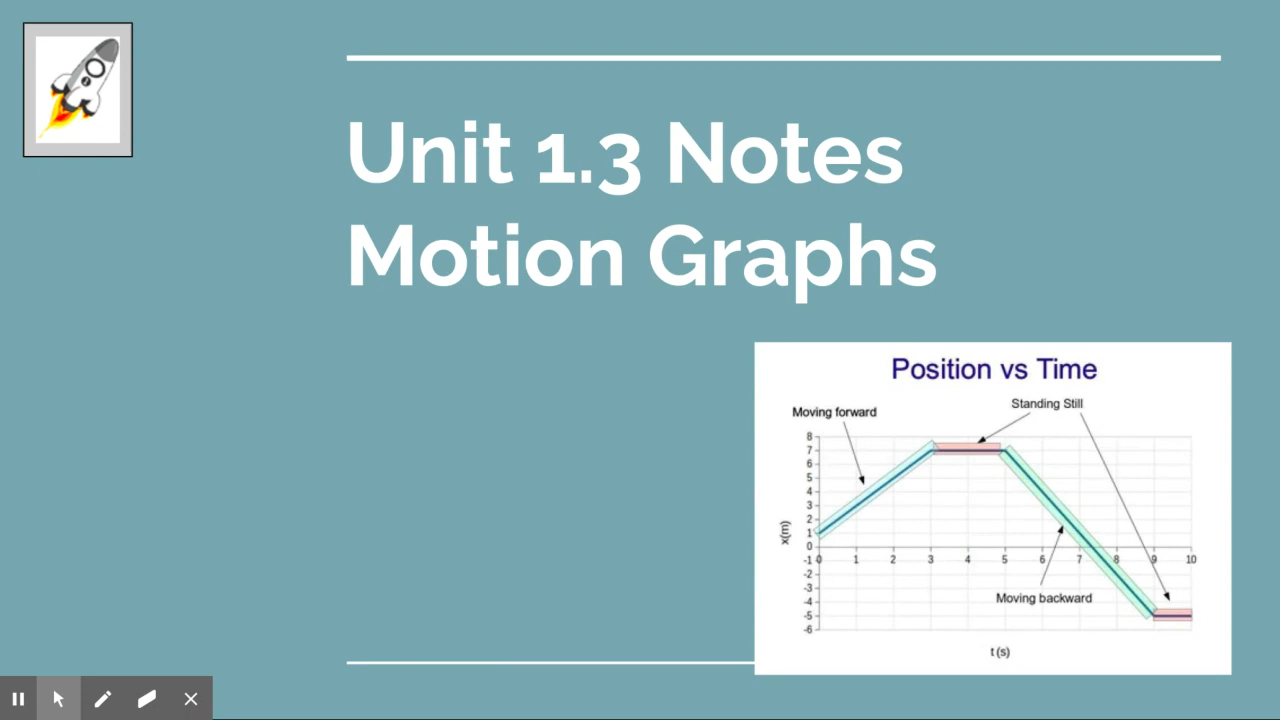 Unit 1.3 Notes
Motion Graphs
Position vs Time
Standing Still
Moving forward
8
7
6
5
4
3
2
1
0
-1
-2
-3
-4
-5
-6
x(m)
0 1 2 3 4 5 6 7 8 9 10
Moving backward
t (s)